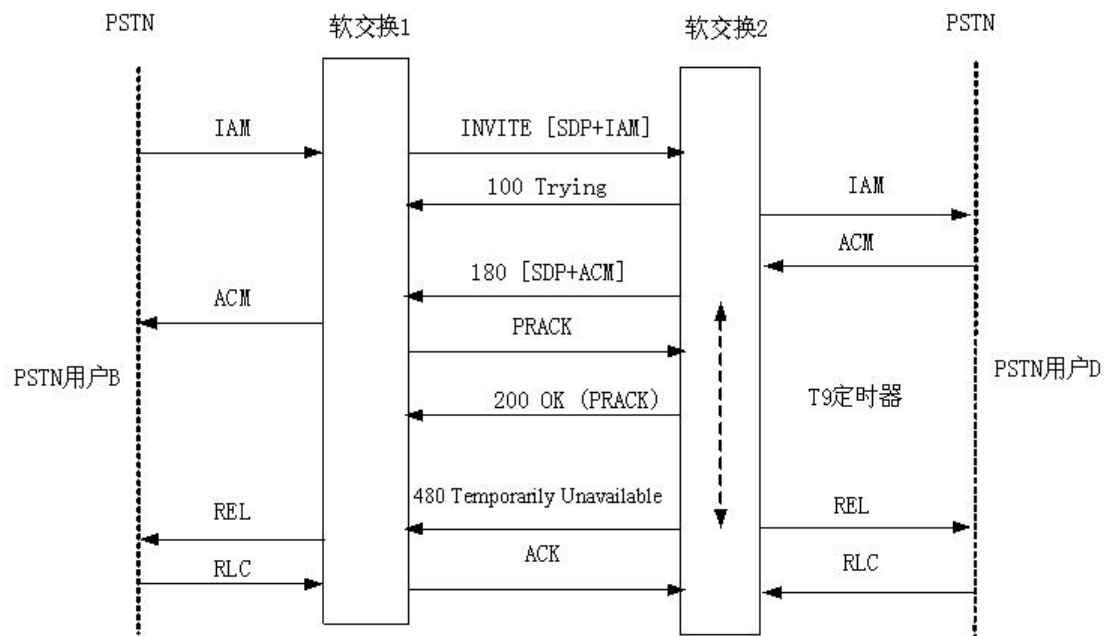 PSTN
软交换1
软交换2
PSTN
IAM
INVITE [SDP+IAM]
100 Trying
IAM
ACM
180 [SDP+ACM]
ACM
PRACK
PSTN用户B
PSTN用户D
200 OK (PRACK)
T9定时器
480 Temporarily Unavailable
REL
REL
ACK
RLC
RLC